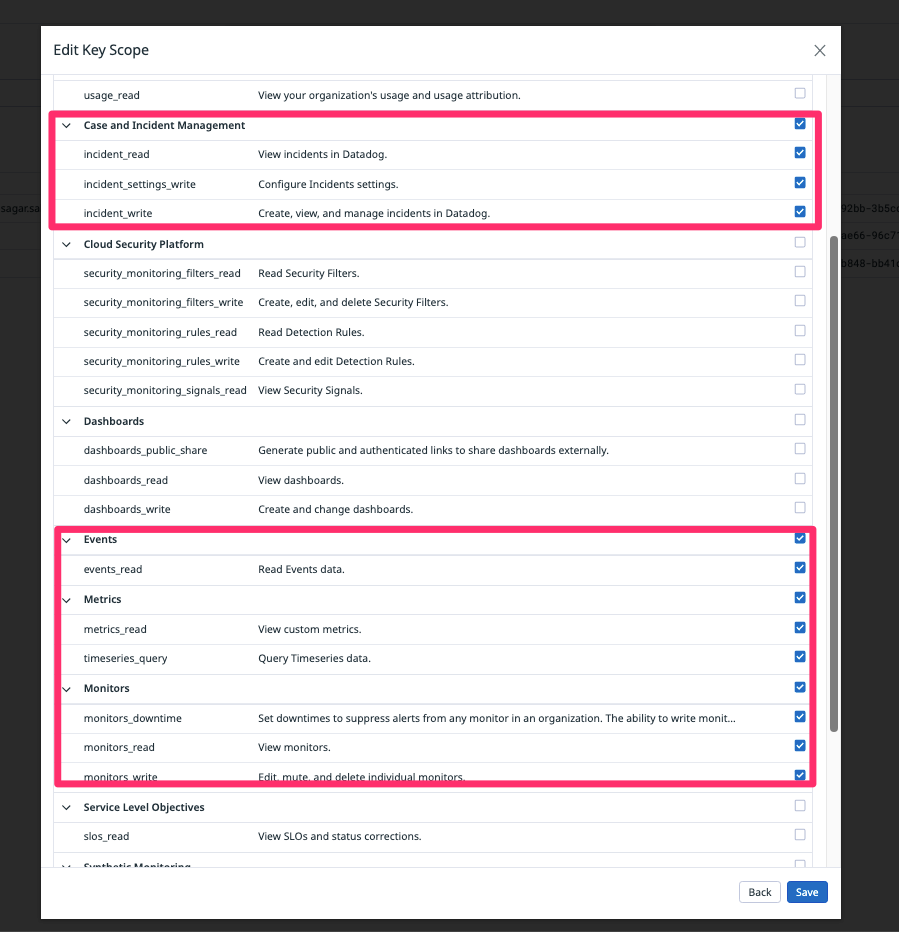 Edit Key Scope
usage_read View your organization's usage and usage attribution.
Case and Incident Management
incident_read View incidents in Datadog.
incident_settings_write Configure Incidents settings.
sagar.sa
92bb-3b5c
incident_write Create, view, and manage incidents in Datadog.
ae66-96c7
Cloud Security Platform
b848-bb41
security_monitoring_filters_read Read Security Filters.
security_monitoring_filters_write Create, edit, and delete Security Filters.
security_monitoring_rules_read Read Detection Rules.
security_monitoring_rules_write Create and edit Detection Rules.
security_monitoring_signals_read View Security Signals.
Dashboards
dashboards_public_share Generate public and authenticated links to share dashboards externally.
dashboards_read View dashboards.
dashboards_write Create and change dashboards.
Events
events_read Read Events data.
Metrics
metrics_read View custom metrics.
timeseries_query Query Timeseries data.
Monitors
monitors_downtime Set downtimes to suppress alerts from any monitor in an organization. The ability to write monit...
monitors_read View monitors.
monitors_write Edit, mute, and delete individual monitors.
Service Level Objectives
slos_read View SLOs and status corrections.
Synthetic Monitoring
Back Save